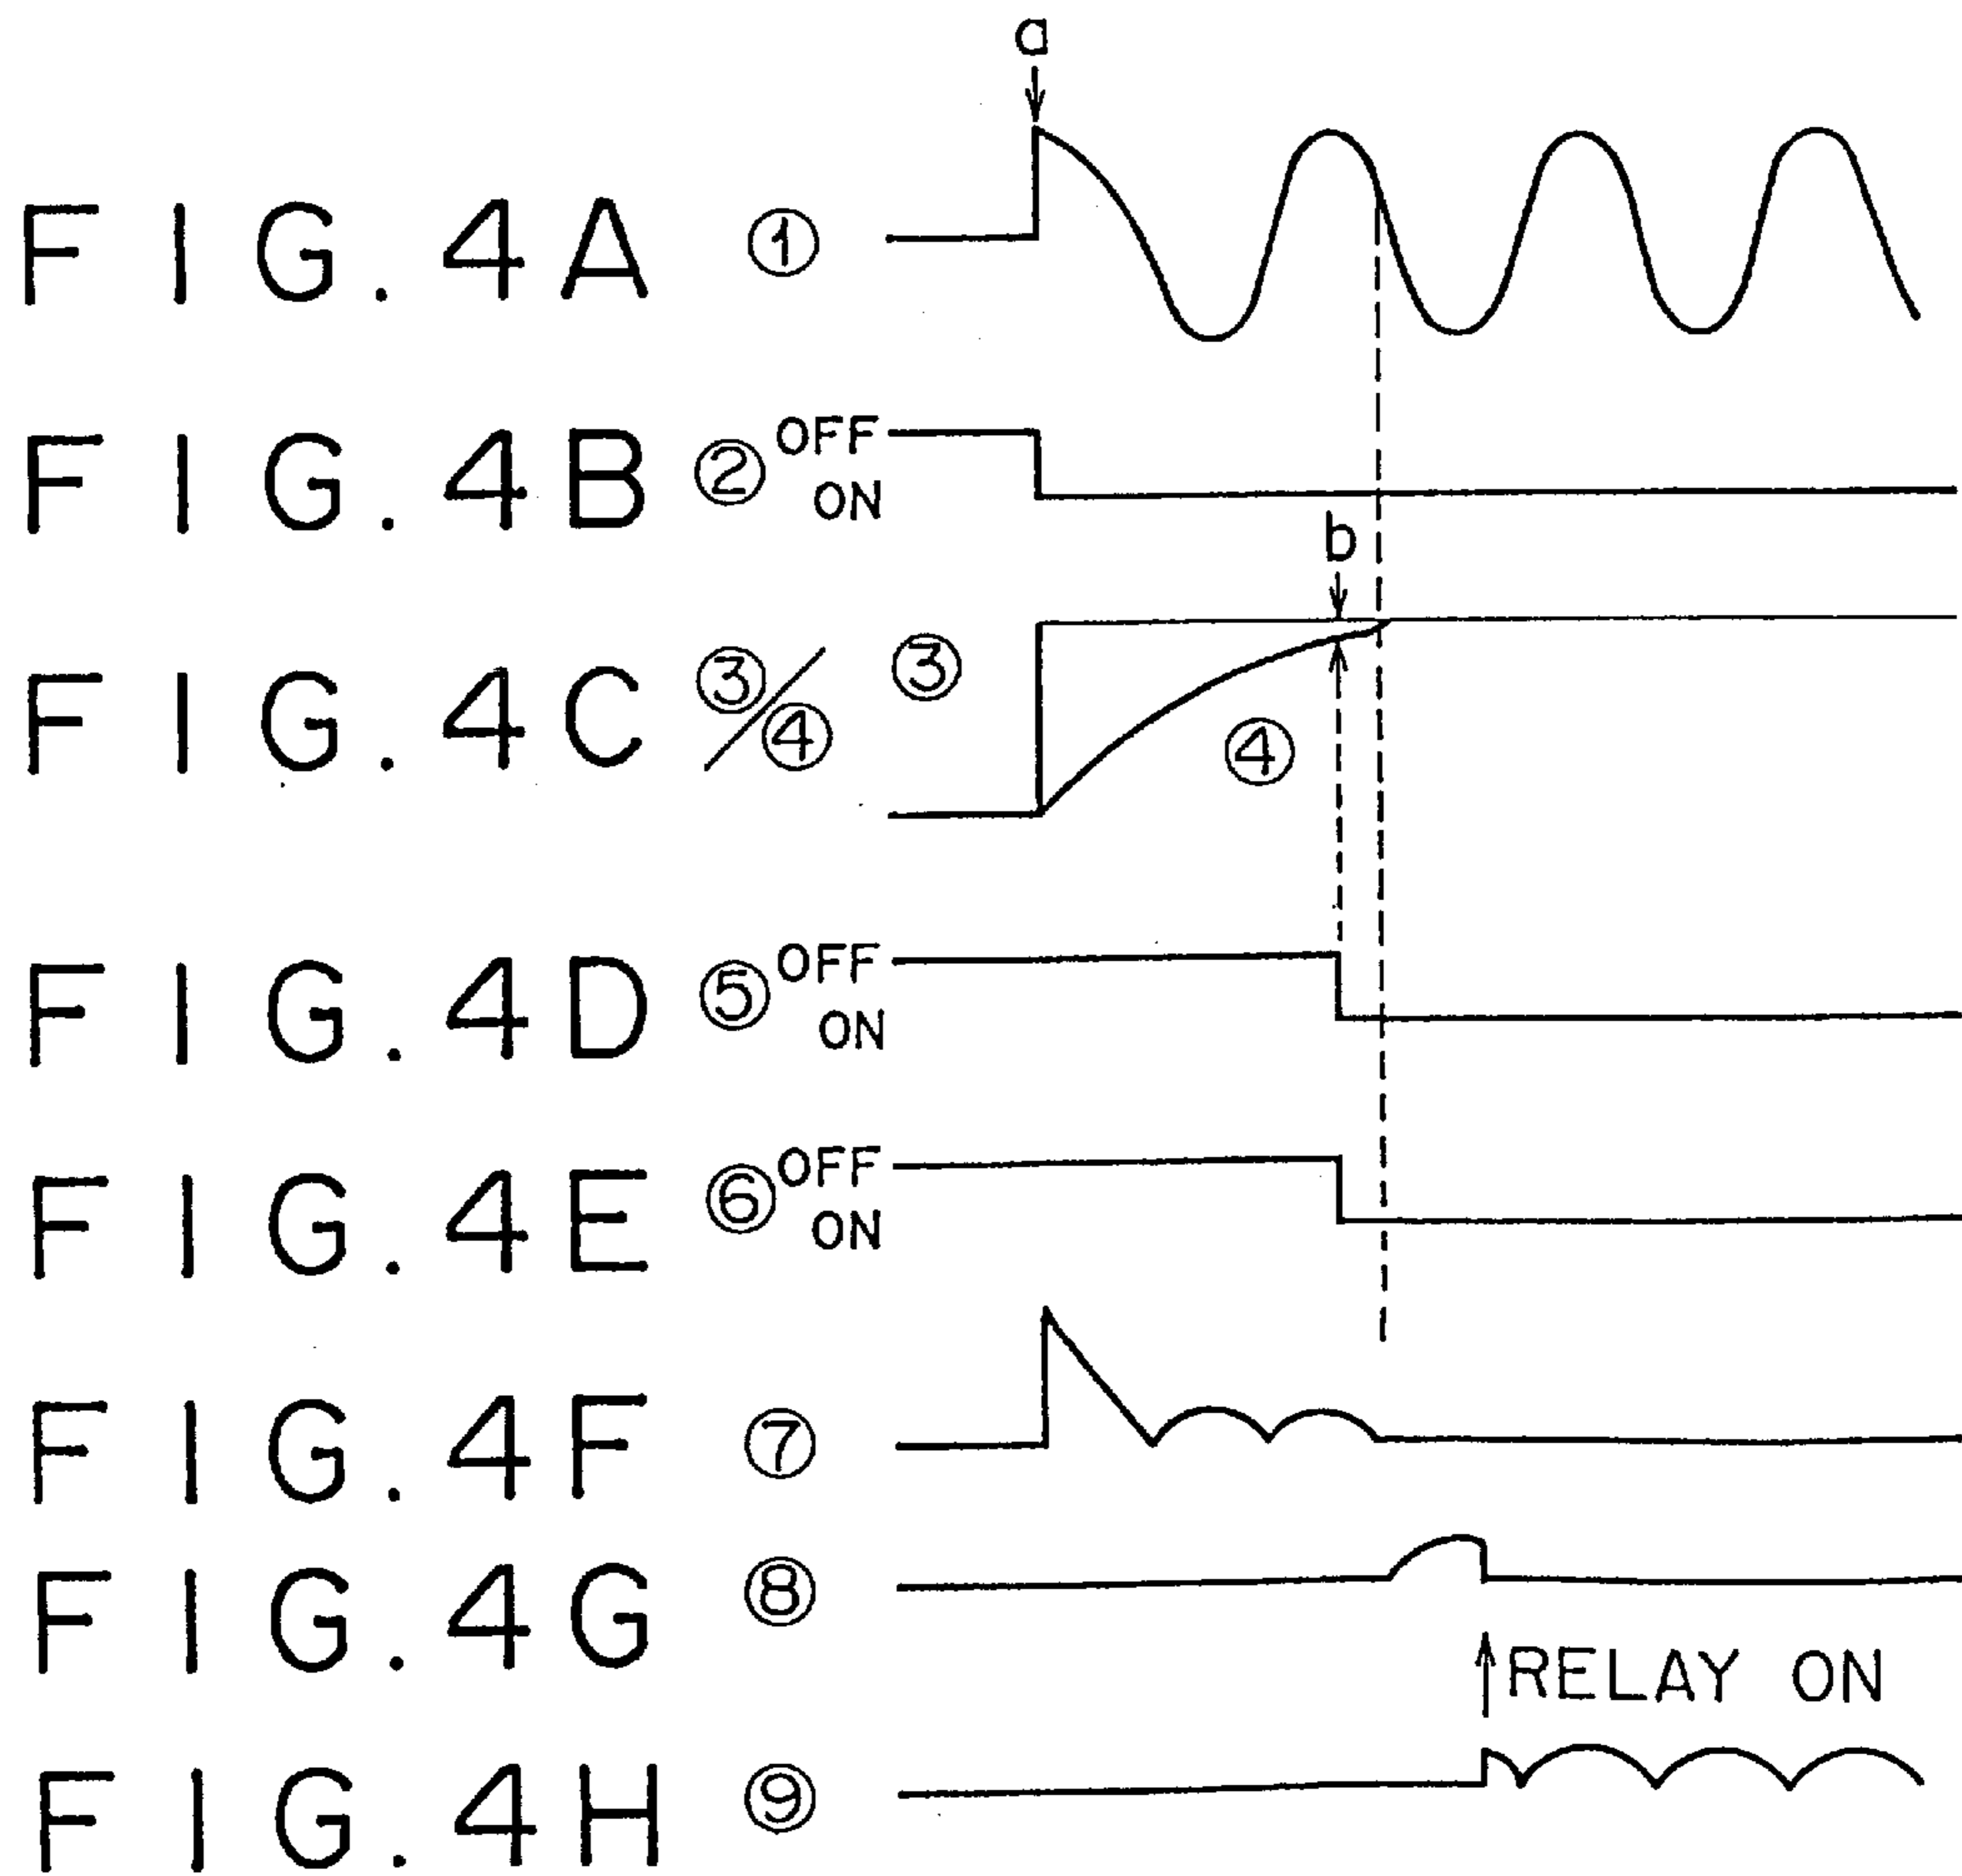 a
FIG.4A ①
FIG.4B ② OFF
ON
b
FIG.4C ③/④ ③
④
FIG.4D ⑤ OFF
ON
FIG.4E ⑥ OFF
ON
FIG.4F ⑦
FIG.4G ⑧
RELAY ON
FIG.4H ⑨